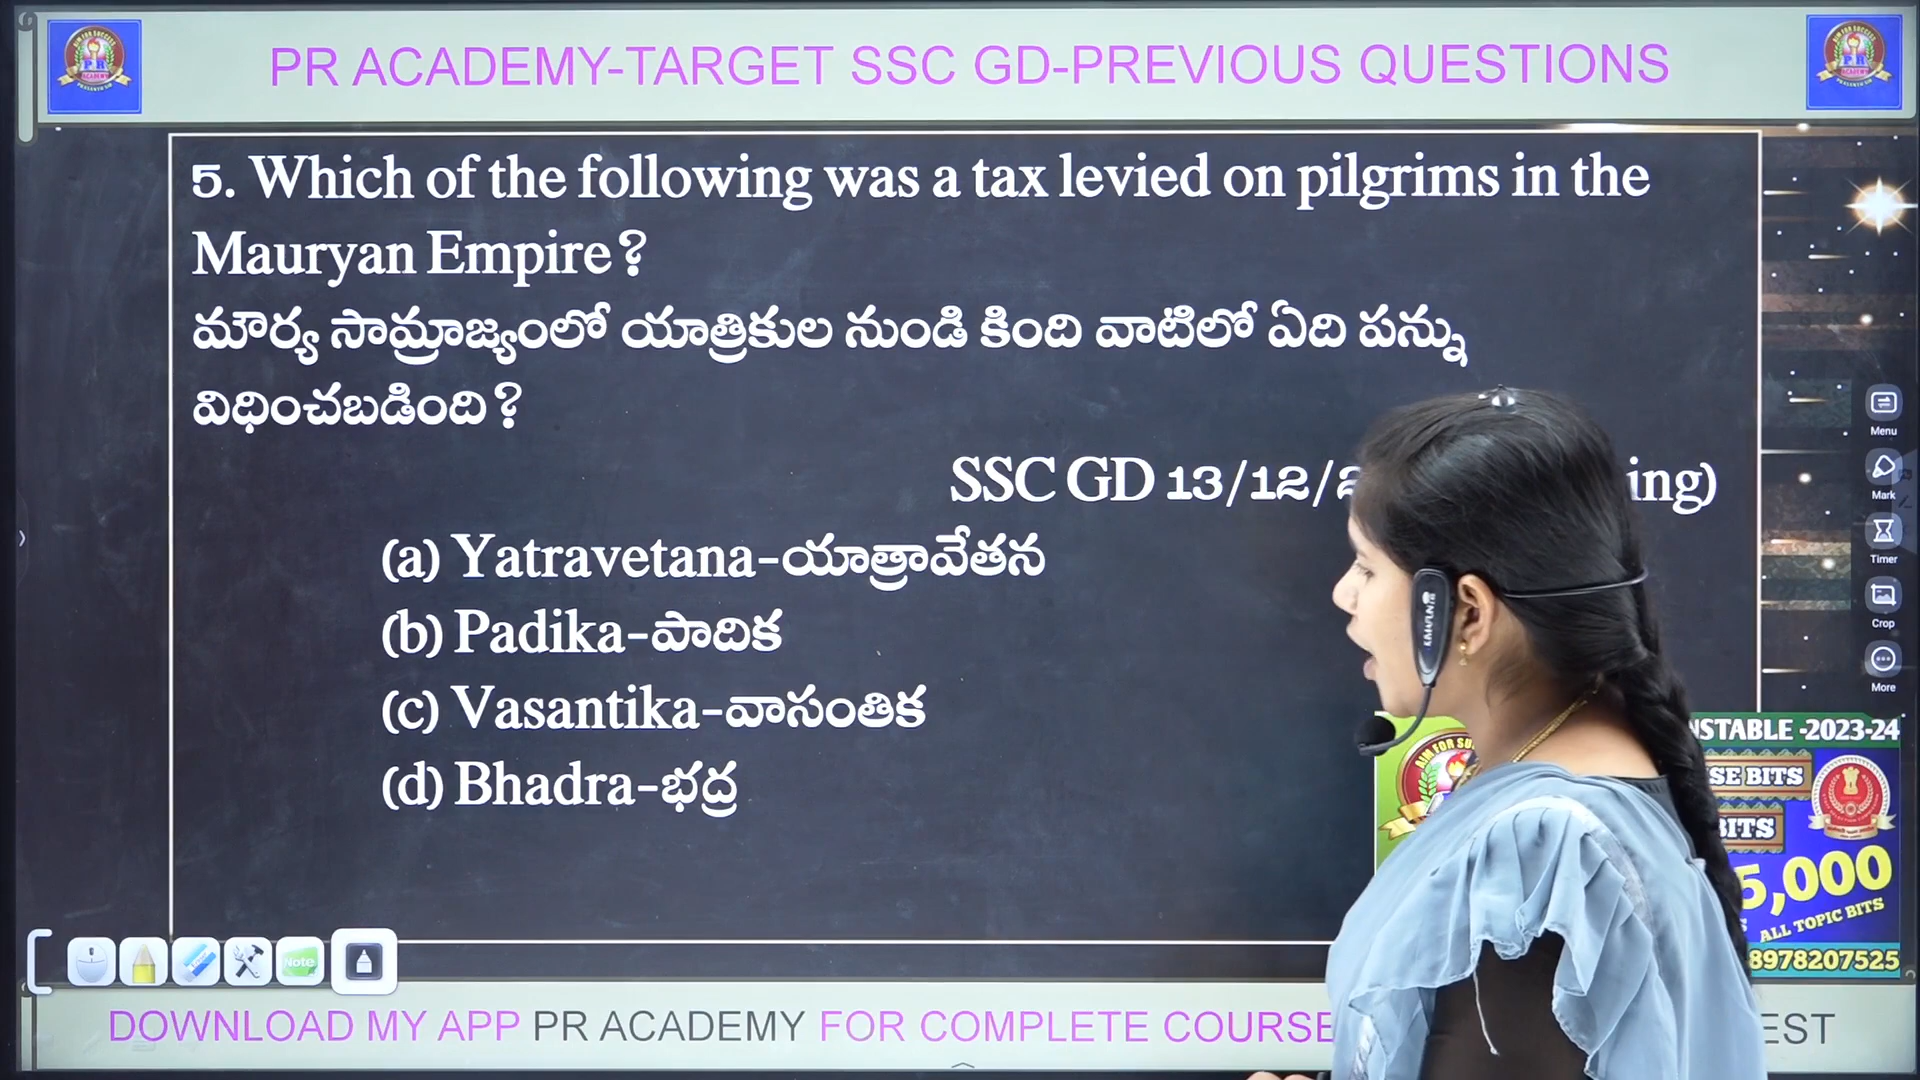 PR ACADEMY-TARGET SSC GD-PREVIOUS QUESTIONS
5. Which of the following was a tax levied on pilgrims in the
Mauryan Empire?
మౌర్య సామ్రాజ్యంలో యాత్రికుల నుండి కింది వాటిలో ఏది పన్ను
విధించబడింది?
SSC GD 13/12/2 ing)
(a) Yatravetana-యాత్రావేతన
(b) Padika-పాదిక
(c) Vasantika-వాసంతిక
(d) Bhadra-భద్ర
Menu
Mark
Timer
Crop
More
NSTABLE -2023-24
SE BITS
BITS
5,000
ALL TOPIC BITS
8978207525
Note
DOWNLOAD MY APP PR ACADEMY FOR COMPLETE COURSE EST